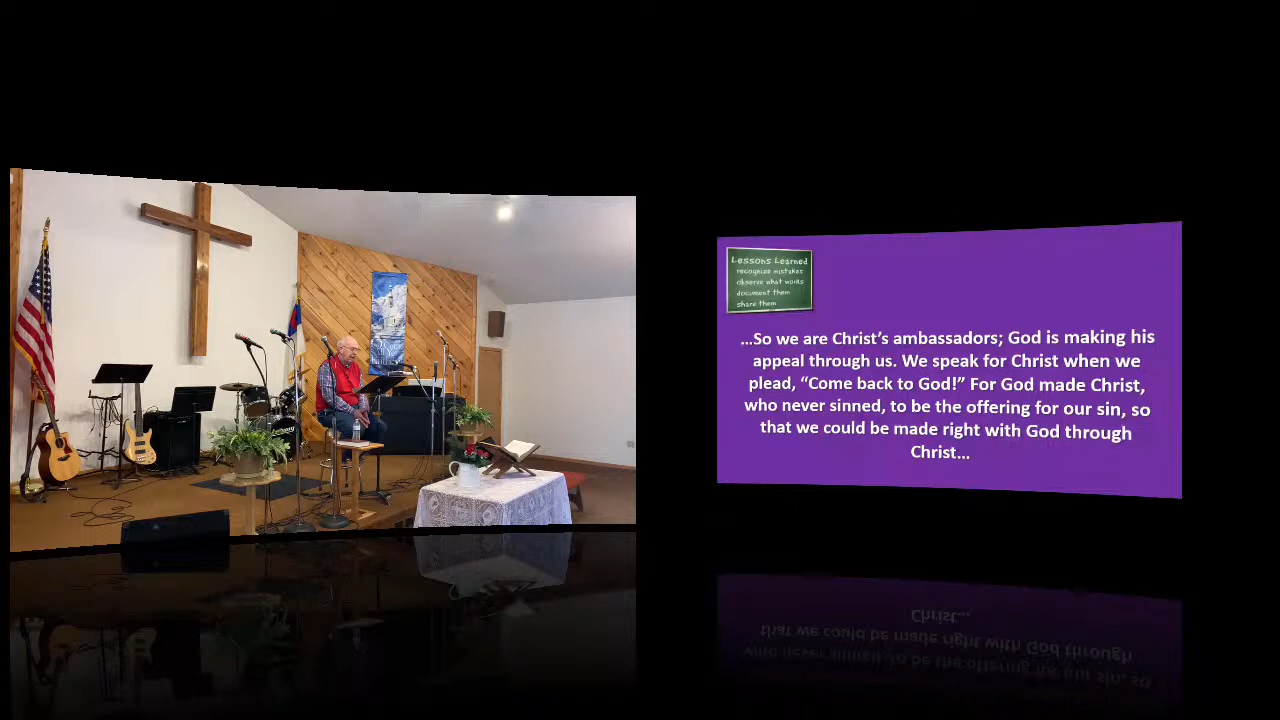 Lessons Learned
recognize mistakes
observe what works
document them
share them
…So we are Christ’s ambassadors; God is making his
appeal through us. We speak for Christ when we
plead, “Come back to God!” For God made Christ,
who never sinned, to be the offering for our sin, so
that we could be made right with God through
Christ…